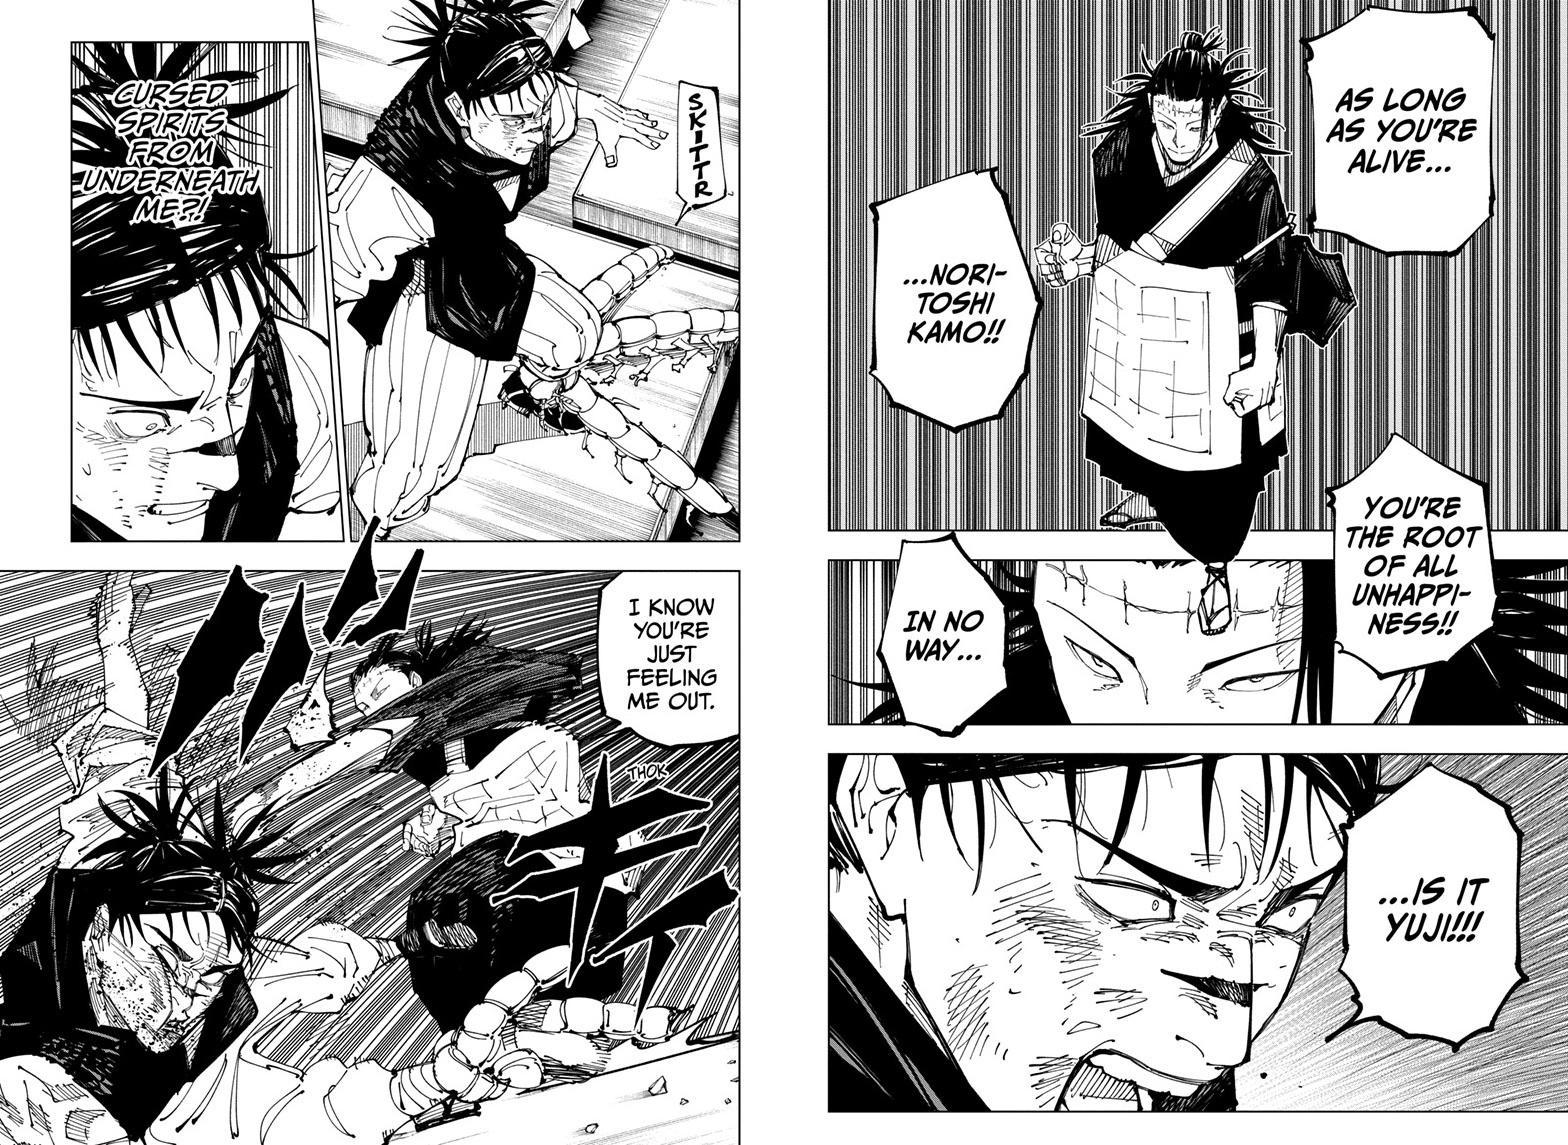 AS LONG
AS YOU'RE
ALIVE...
...NORI-
TOSHI
KAMO!!
YOU'RE
THE ROOT
OF ALL
UNHAPPI-
NESS!!
IN NO
WAY...
...IS IT
YUJI!!!
SKITTR
CURSED
SPIRITS
FROM
UNDERNEATH
ME?!
I KNOW
YOU'RE
JUST
FEELING
ME OUT.
THOK